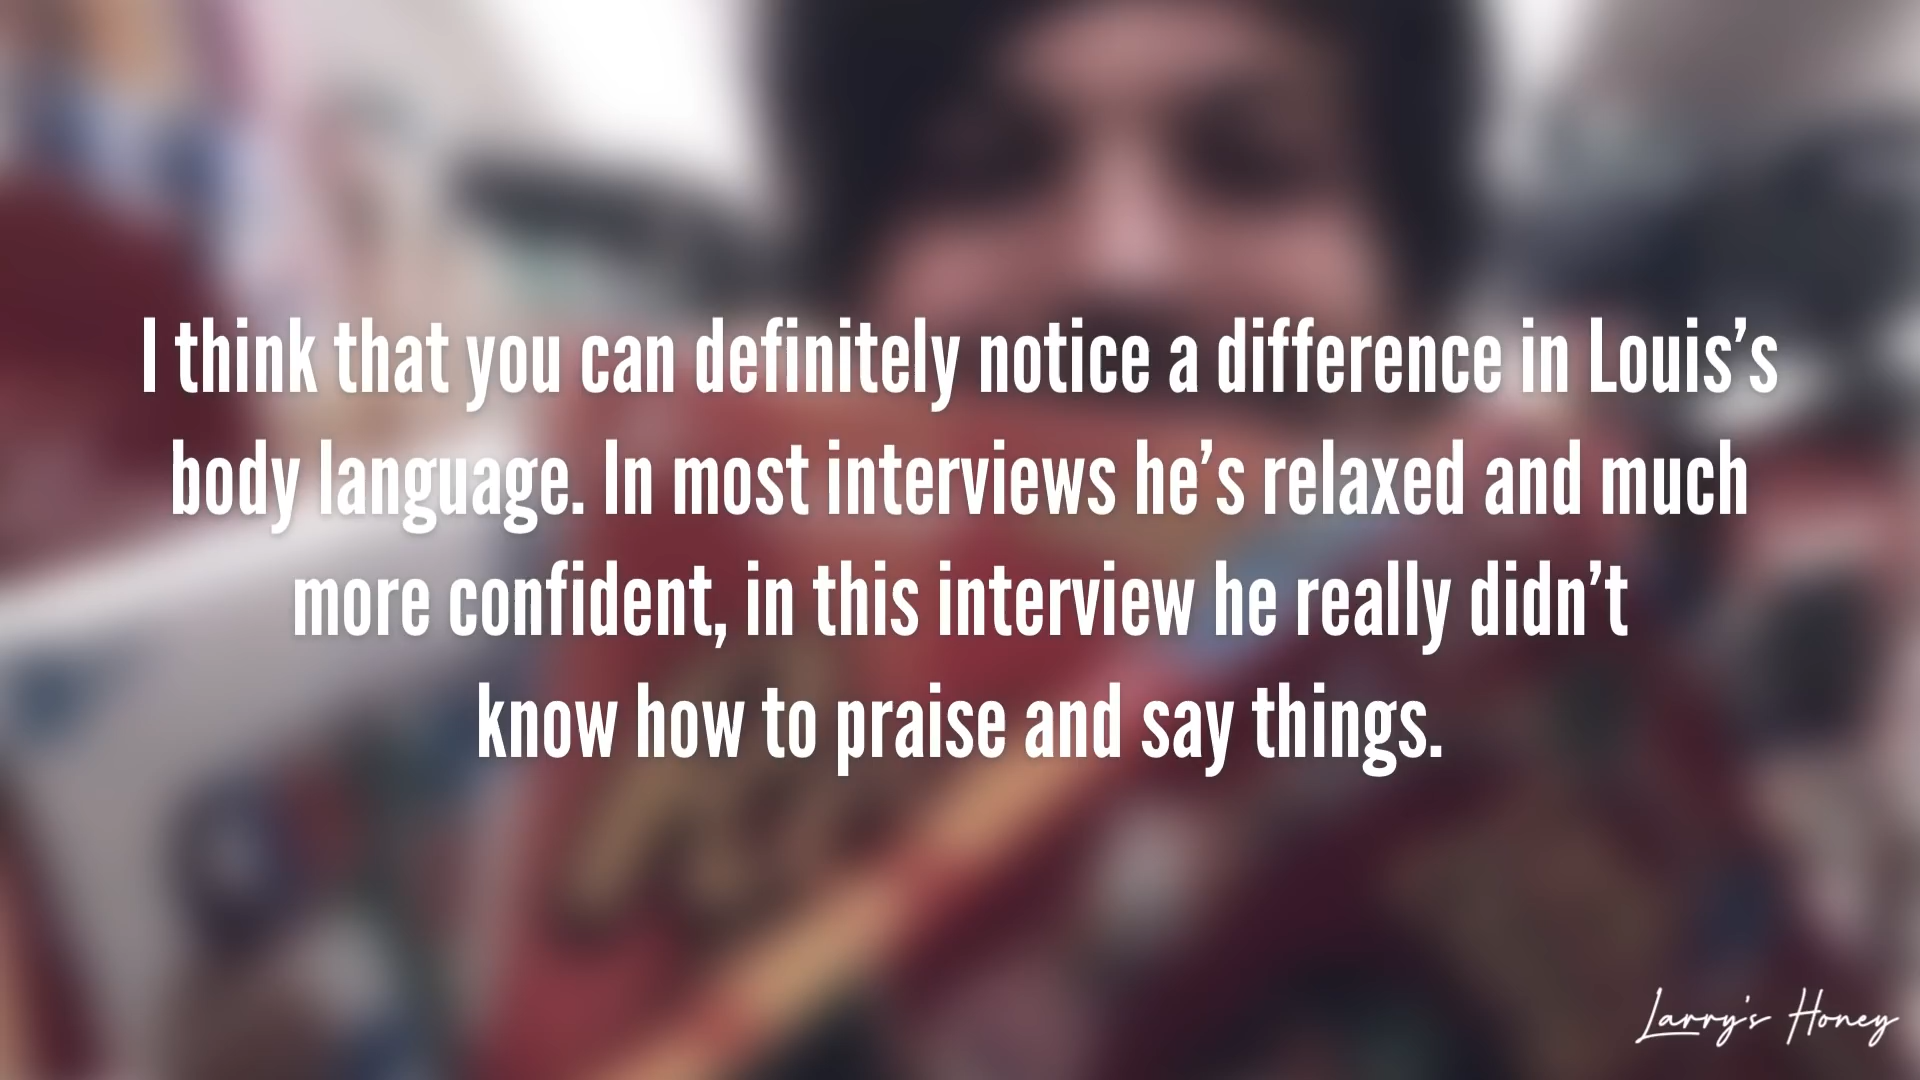 I think that you can definitely notice a difference in Louis’s
body language. In most interviews he’s relaxed and much
more confident, in this interview he really didn’t
know how to praise and say things.
Larry's Honey